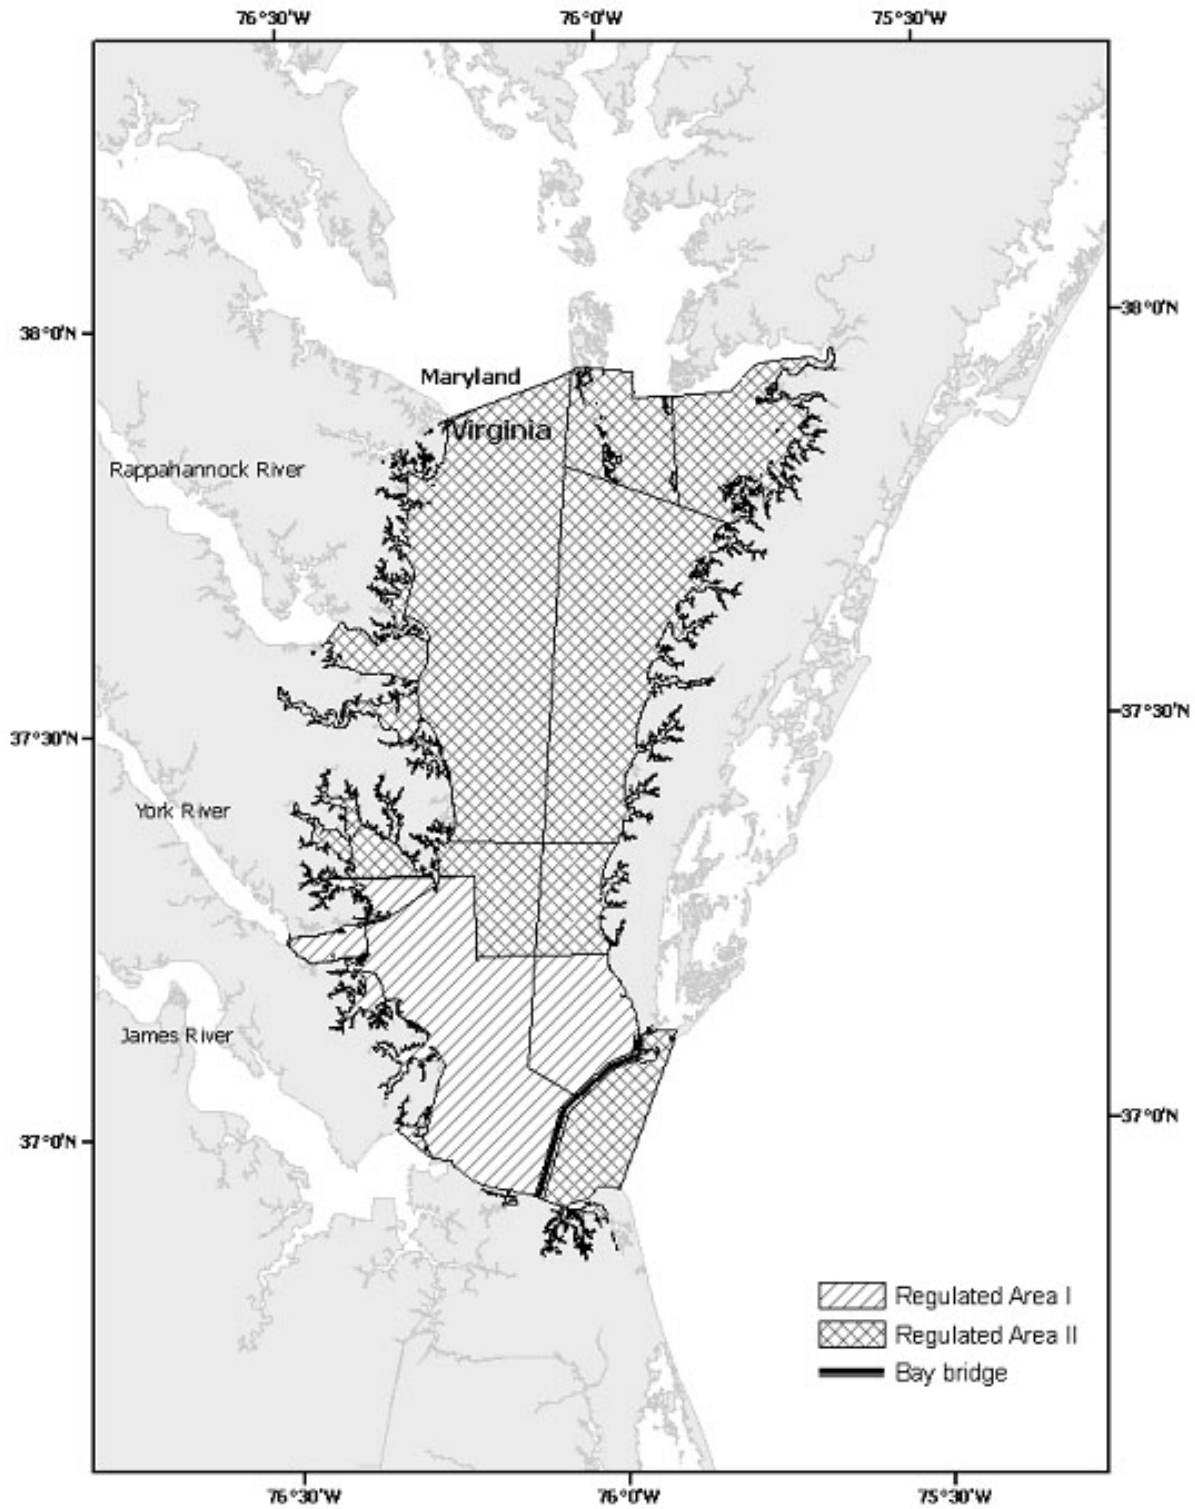 76°30'W 76°0'W 75°30'W
38°0'N
38°0'N
Maryland
Virginia
Rappahannock River
37°30'N
37°30'N
York River
James River
37°0'N
37°0'N
Regulated Area I
Regulated Area II
Bay bridge
76°30'W 76°0'W 75°30'W